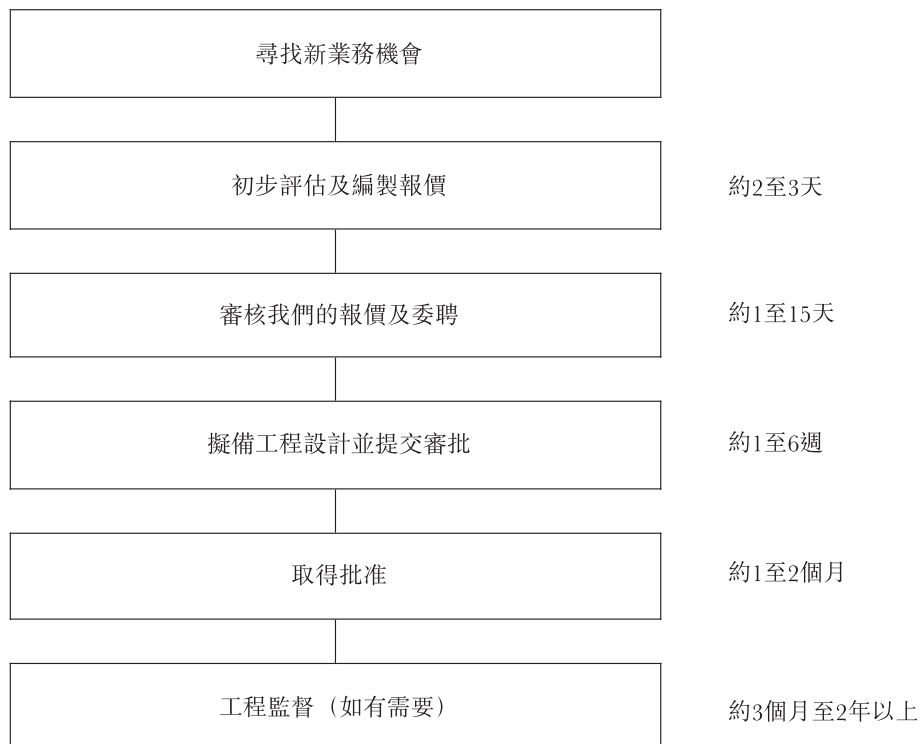 尋找新業務機會
初步評估及編製報價
約2至3天
審核我們的報價及委聘
約1至15天
擬備工程設計並提交審批
約1至6週
取得批准
約1至2個月
工程監督（如有需要）
約3個月至2年以上